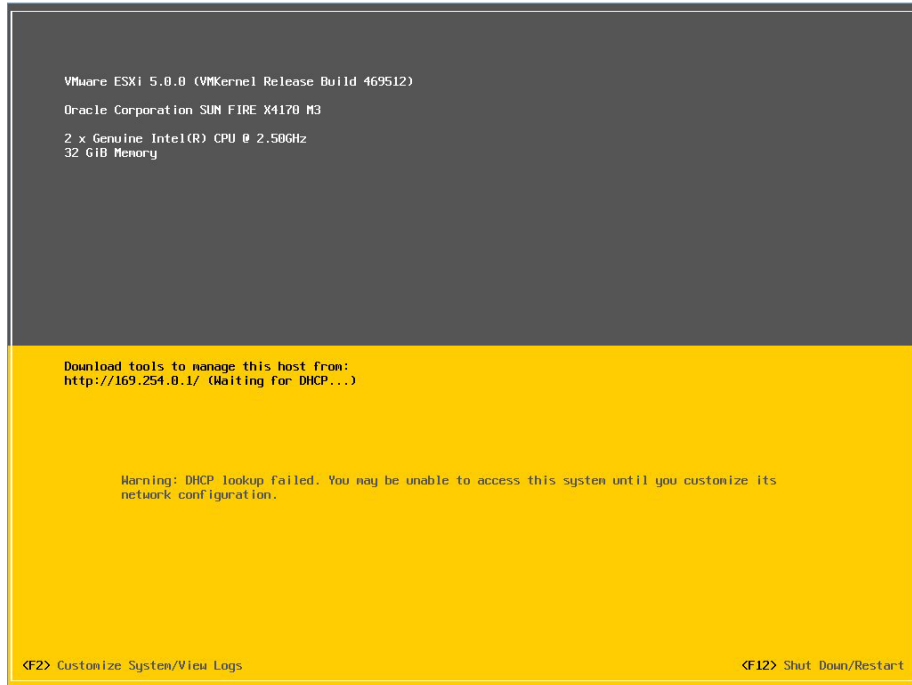 VMware ESXi 5.0.0 (VMKernel Release Build 469512)
Oracle Corporation SUN FIRE X4170 M3
2 x Genuine Intel(R) CPU @ 2.50GHz
32 GiB Memory
Download tools to manage this host from:
http://169.254.0.1/ (Waiting for DHCP...)
Warning: DHCP lookup failed. You may be unable to access this system until you customize its
network configuration.
<F2> Customize System/View Logs
<F12> Shut Down/Restart